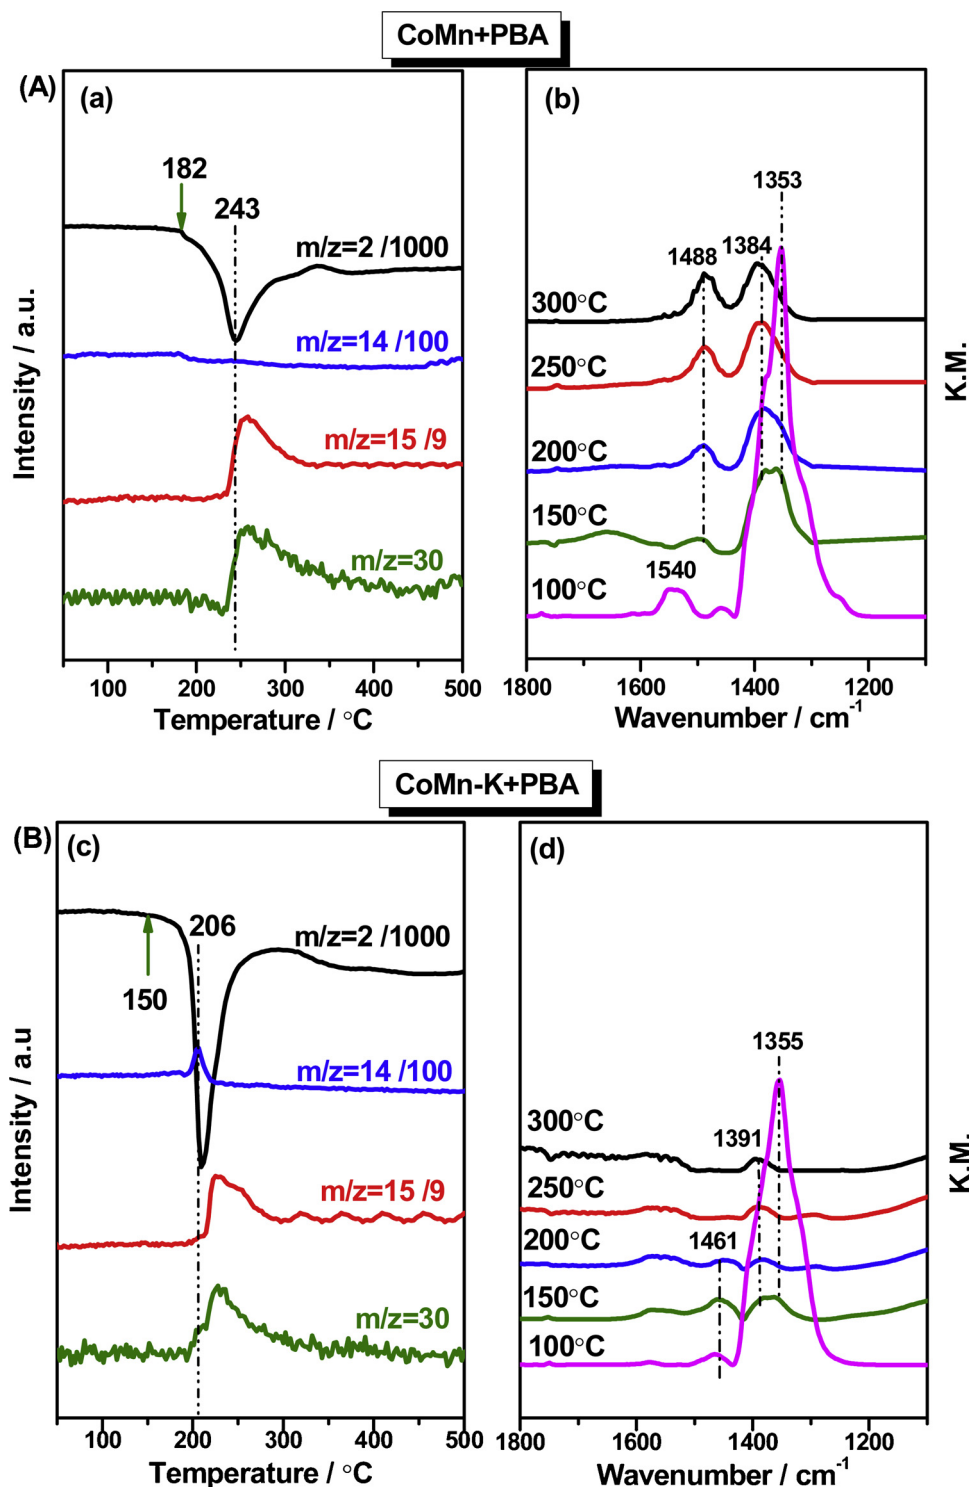 CoMn+PBA
(A)
(a)
182
243
m/z=2 /1000
m/z=14 /100
m/z=15 /9
m/z=30
Intensity / a.u.
100 200 300 400 500
Temperature / °C
(b)
1353
1488
1384
300°C
250°C
200°C
150°C
1540
100°C
K.M.
1800 1600 1400 1200
Wavenumber / cm⁻¹
CoMn-K+PBA
(B)
(c)
206
m/z=2 /1000
150
m/z=14 /100
m/z=15 /9
m/z=30
Intensity / a.u
100 200 300 400 500
Temperature / °C
(d)
1355
1391
300°C
250°C
1461
200°C
150°C
100°C
K.M.
1800 1600 1400 1200
Wavenumber / cm⁻¹